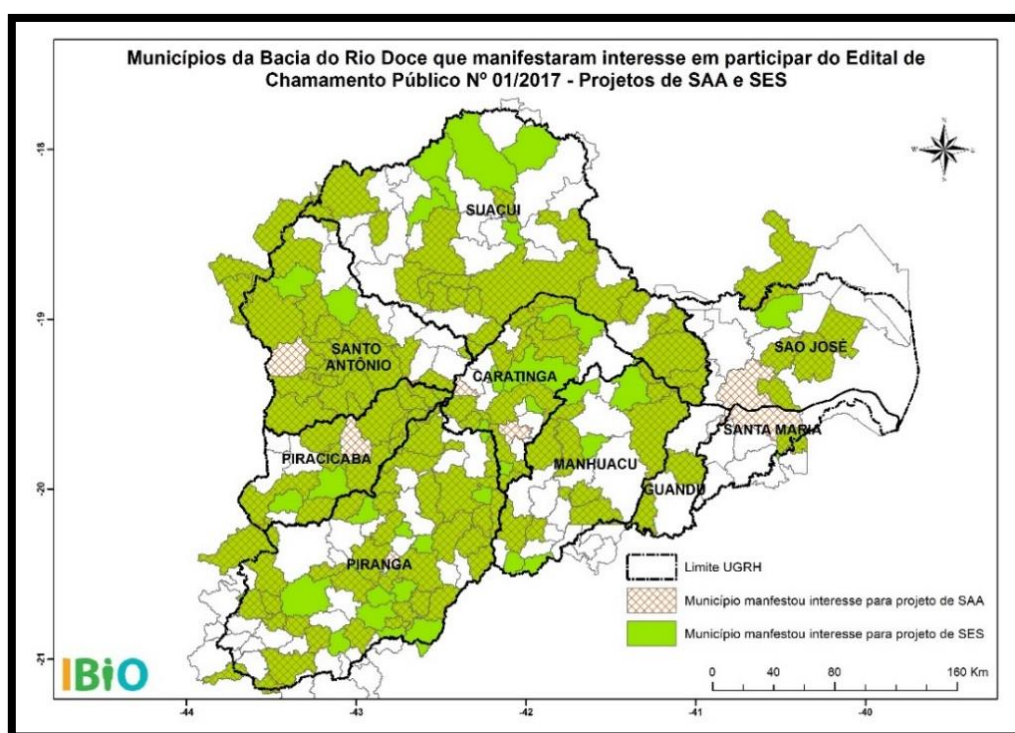 Municípios da Bacia do Rio Doce que manifestaram interesse em participar do Edital de
Chamamento Público Nº 01/2017 - Projetos de SAA e SES
-18
-19
-20
-21
SUAÇUI
SANTO
ANTÔNIO
CARATINGA
SAO JOSÉ
SANTA MARIA
PIRACICABA
MANHUACU
GUANDU
PIRANGA
Limite UGRH
Município manfestou interesse para projeto de SAA
Município manfestou interesse para projeto de SES
IBiO
0 40 80 160 Km
-44 -43 -42 -41 -40